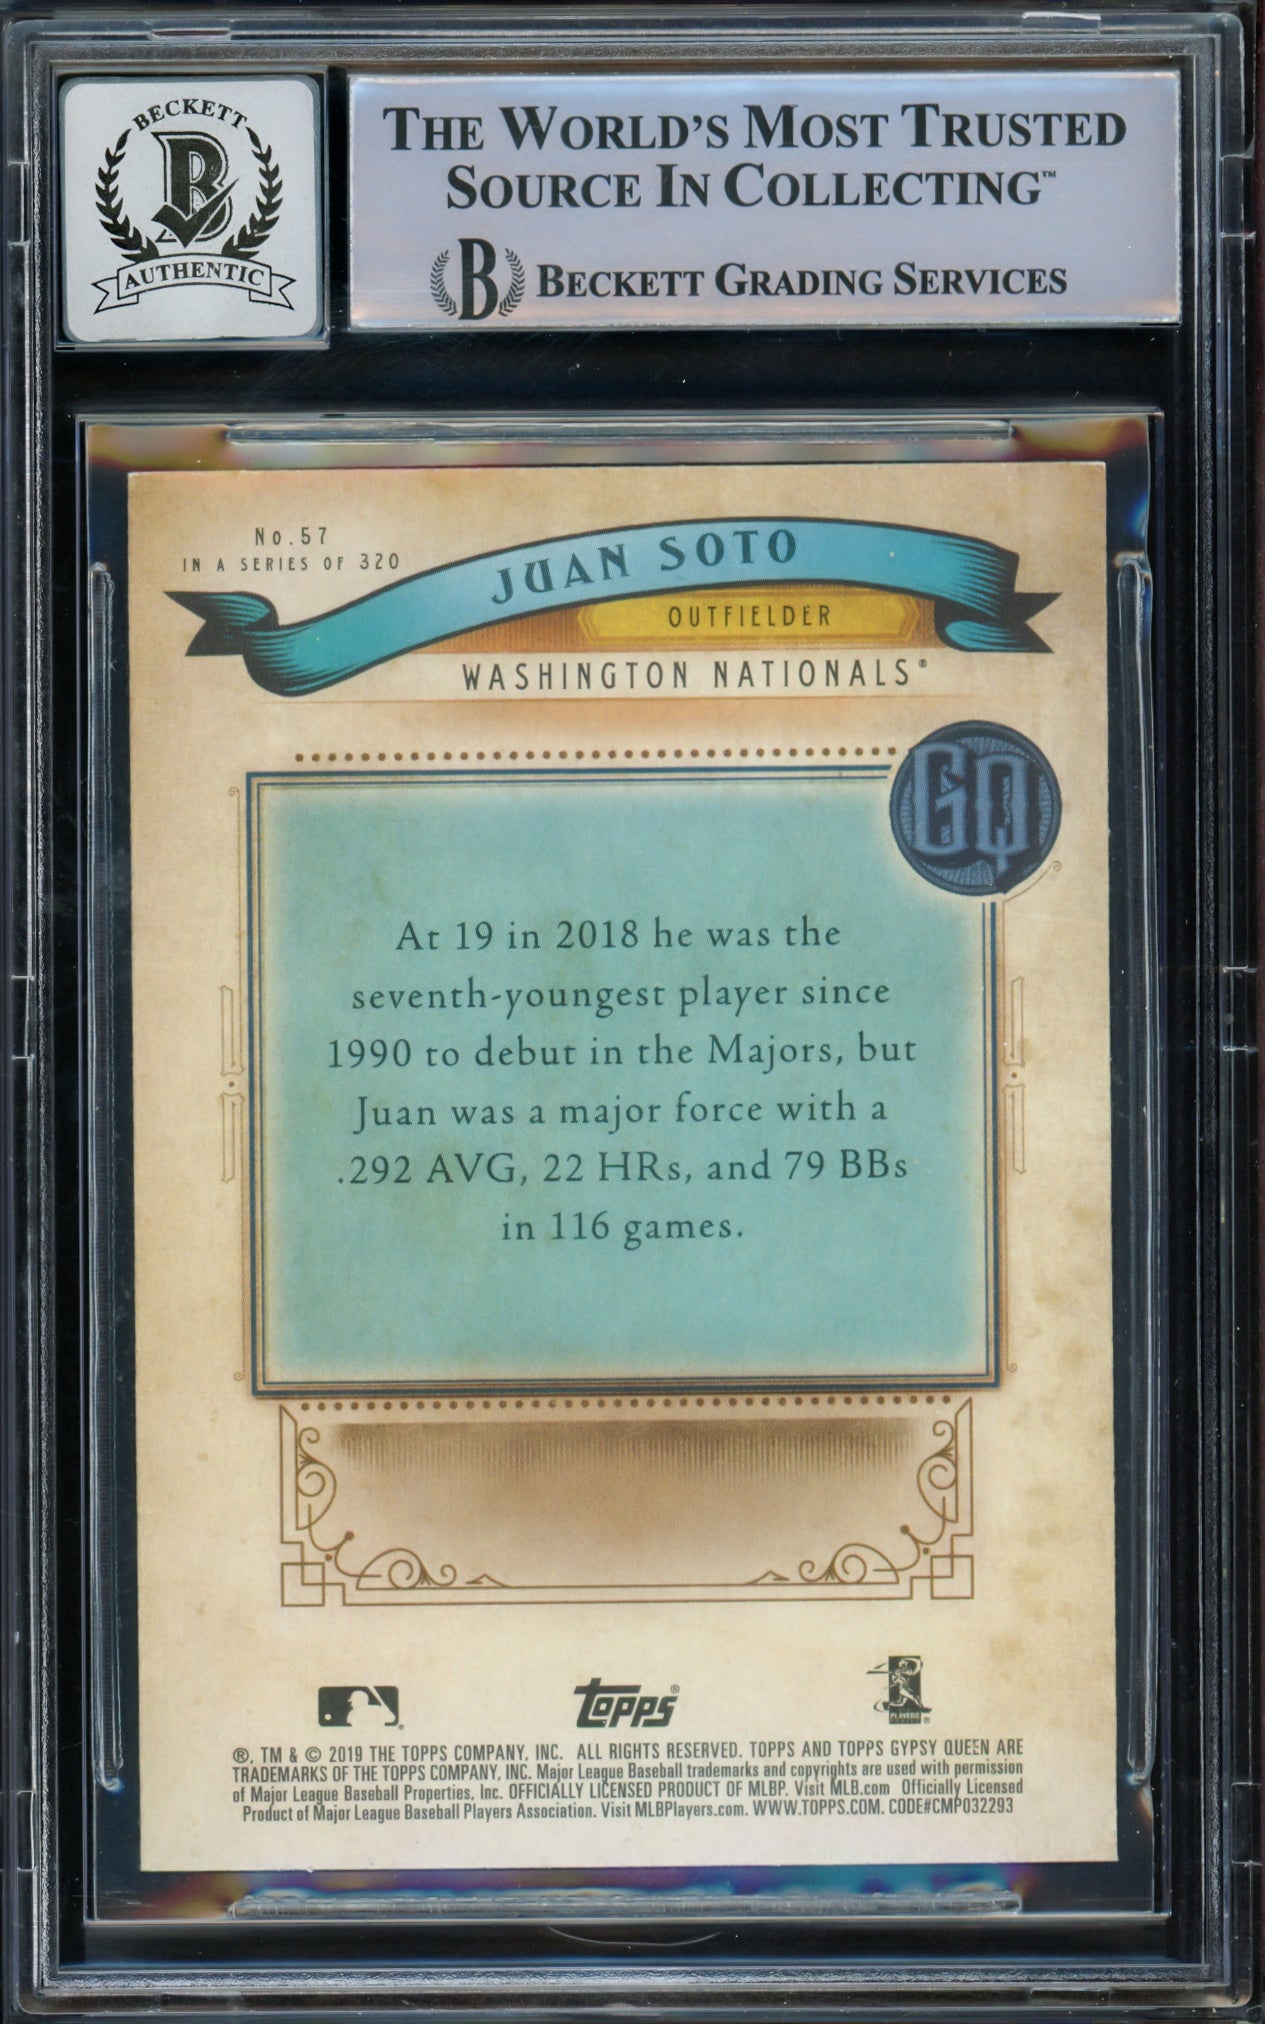 BECKETT
B
AUTHENTIC
THE WORLD'S MOST TRUSTED
SOURCE IN COLLECTING™
B BECKETT GRADING SERVICES
No.57
IN A SERIES OF 320
JUAN SOTO
OUTFIELDER
WASHINGTON NATIONALS®
GQ
At 19 in 2018 he was the
seventh-youngest player since
1990 to debut in the Majors, but
Juan was a major force with a
.292 AVG, 22 HRs, and 79 BBs
in 116 games.
TOPPS®
PLAYERS
®, TM & © 2019 THE TOPPS COMPANY, INC. ALL RIGHTS RESERVED. TOPPS AND TOPPS GYPSY QUEEN ARE
TRADEMARKS OF THE TOPPS COMPANY, INC. Major League Baseball trademarks and copyrights are used with permission
of Major League Baseball Properties, Inc. OFFICIALLY LICENSED PRODUCT OF MLBP. Visit MLB.com Officially Licensed
Product of Major League Baseball Players Association. Visit MLBPlayers.com. WWW.TOPPS.COM. CODE#CMP032293